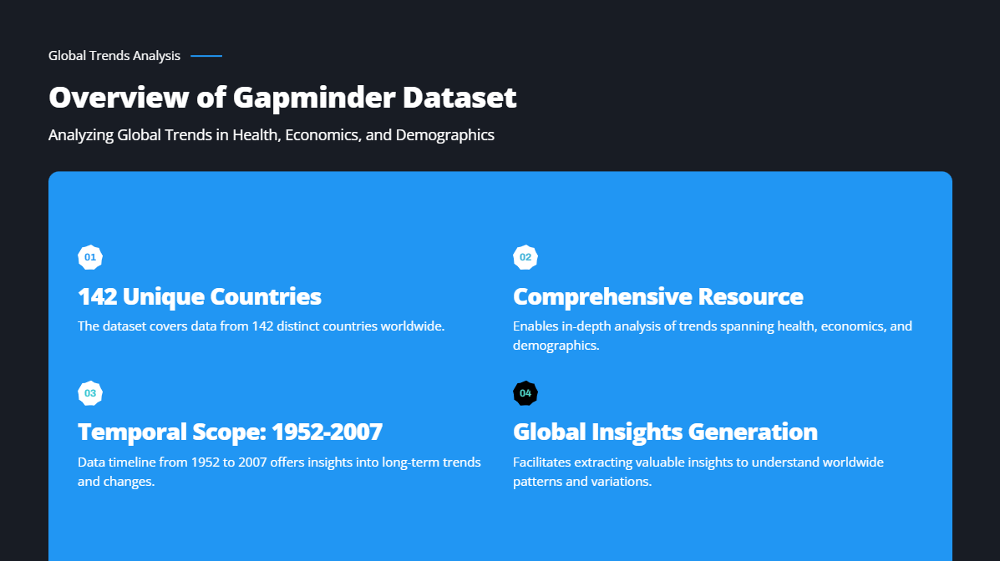 Global Trends Analysis
Overview of Gapminder Dataset
Analyzing Global Trends in Health, Economics, and Demographics
01
142 Unique Countries
The dataset covers data from 142 distinct countries worldwide.
02
Comprehensive Resource
Enables in-depth analysis of trends spanning health, economics, and
demographics.
03
Temporal Scope: 1952-2007
Data timeline from 1952 to 2007 offers insights into long-term trends
and changes.
04
Global Insights Generation
Facilitates extracting valuable insights to understand worldwide
patterns and variations.